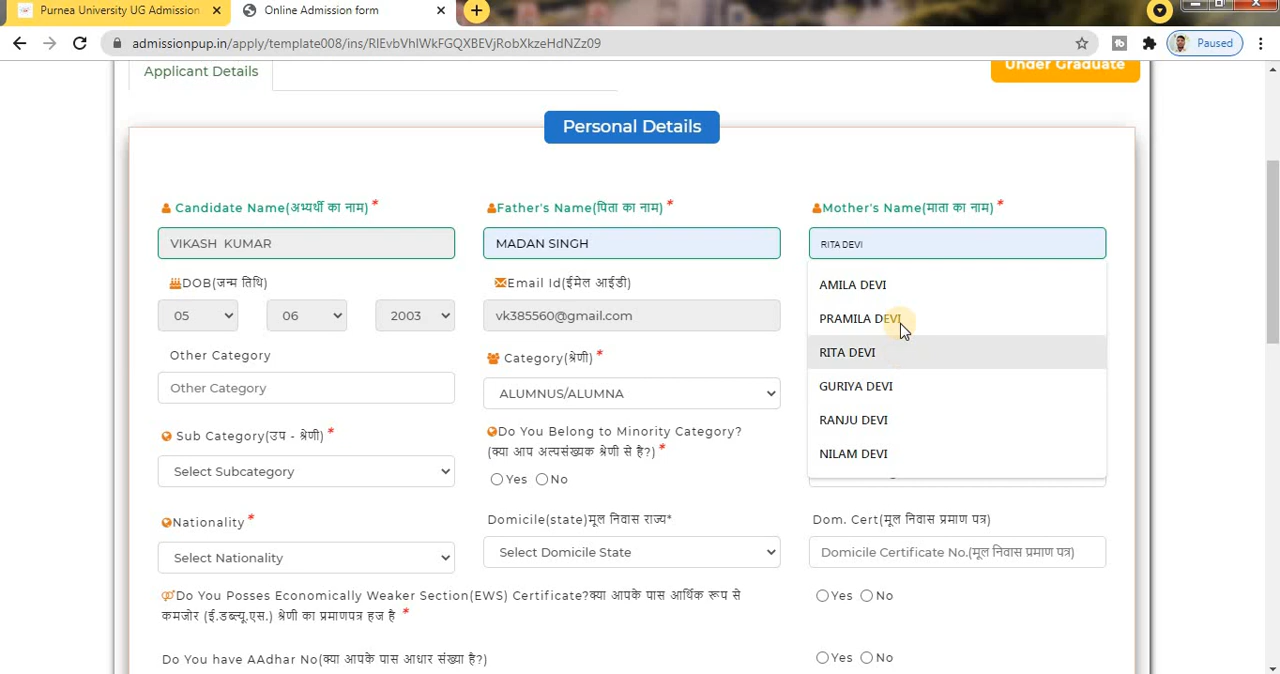 Purnea University UG Admission
Online Admission form
admissionpup.in/apply/template008/ins/RlEvbVhIWkFGQXBEVjRobXkzeHdNZz09
Paused
Applicant Details
Under Graduate
Personal Details
Candidate Name(अभ्यर्थी का नाम)*
Father's Name(पिता का नाम)*
Mother's Name(माता का नाम)*
VIKASH KUMAR
MADAN SINGH
RITA DEVI
DOB(जन्म तिथि)
Email Id(ईमेल आईडी)
AMILA DEVI
05
06
2003
vk385560@gmail.com
PRAMILA DEVI
Other Category
Category(श्रेणी)*
RITA DEVI
Other Category
ALUMNUS/ALUMNA
GURIYA DEVI
RANJU DEVI
Sub Category(उप - श्रेणी)*
Do You Belong to Minority Category?
(क्या आप अल्पसंख्यक श्रेणी से है?)*
NILAM DEVI
Select Subcategory
Yes No
Nationality*
Domicile(state)मूल निवास राज्य*
Dom. Cert(मूल निवास प्रमाण पत्र)
Select Nationality
Select Domicile State
Domicile Certificate No.(मूल निवास प्रमाण पत्र)
Do You Posses Economically Weaker Section(EWS) Certificate?क्या आपके पास आर्थिक रूप से
कमजोर (ई.डब्ल्यू.एस.) श्रेणी का प्रमाणपत्र हज है *
Yes No
Do You have AAdhar No(क्या आपके पास आधार संख्या है?)
Yes No